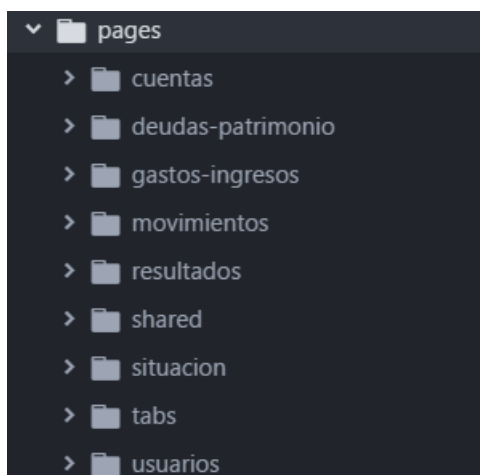 pages
cuentas
deudas-patrimonio
gastos-ingresos
movimientos
resultados
shared
situacion
tabs
usuarios